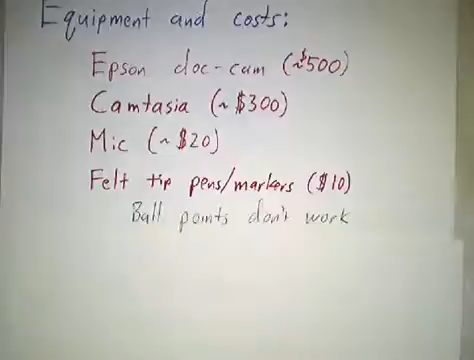 Equipment and costs:
Epson doc-cam (~$500)
Camtasia (~$300)
Mic (~$20)
Felt tip pens/markers ($10)
Ball points don't work